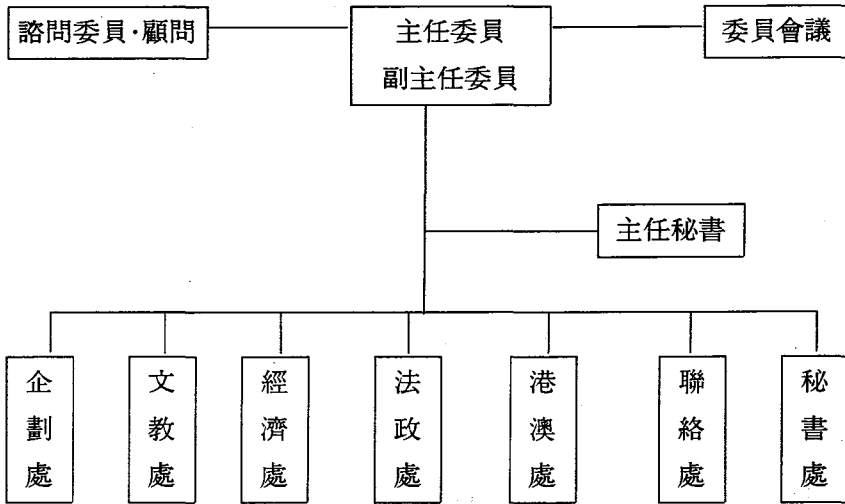 諮問委員·顧問
主任委員
副主任委員
委員會議
主任秘書
企劃處
文教處
經濟處
法政處
港澳處
聯絡處
秘書處